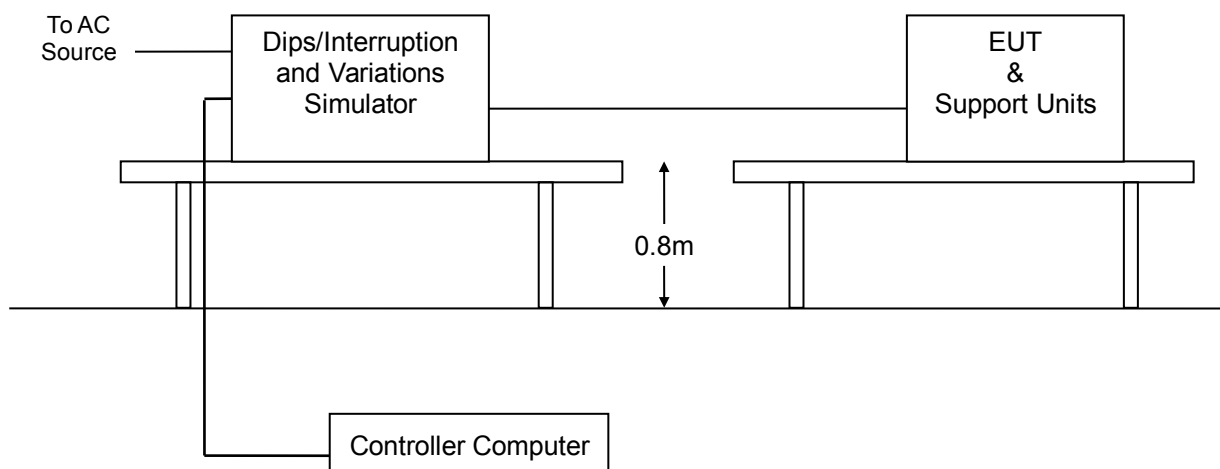 To AC
Source
Dips/Interruption
and Variations
Simulator
EUT
&
Support Units
0.8m
Controller Computer